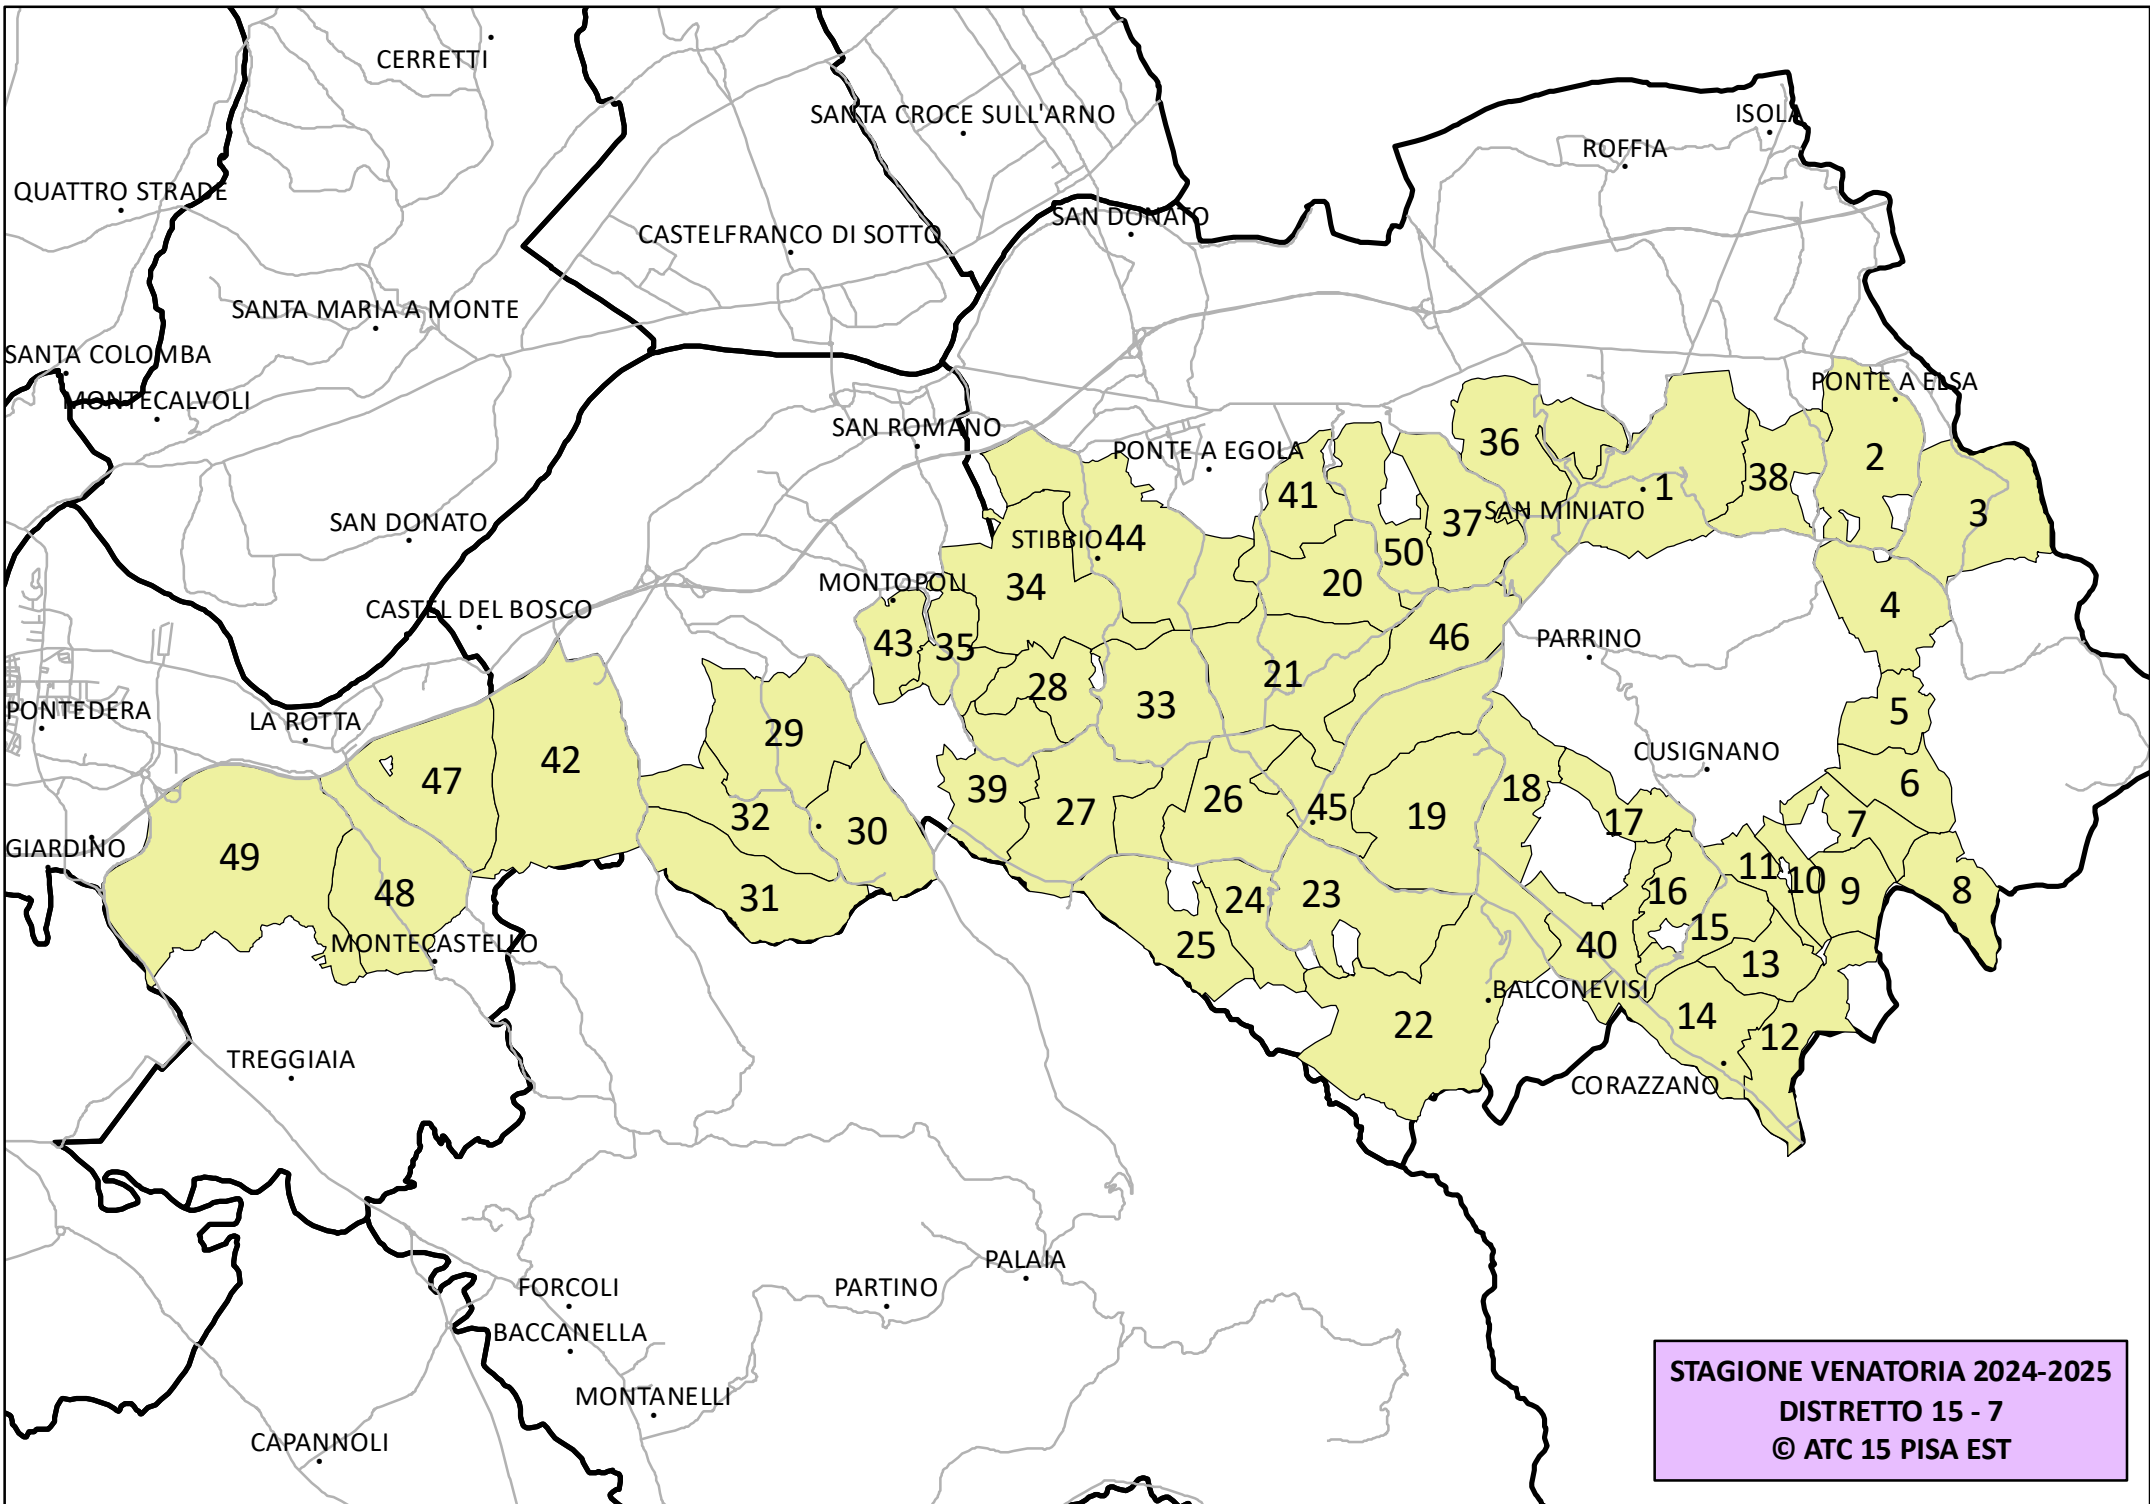 CERRETTI
SANTA CROCE SULL'ARNO
ISOLA
ROFFIA
QUATTRO STRADE
SAN DONATO
CASTELFRANCO DI SOTTO
SANTA MARIA A MONTE
SANTA COLOMBA
MONTECALVOLI
PONTE A ELSA
SAN ROMANO
PONTE A EGOLA
36
2
41
38
1
SAN MINIATO
37
3
SAN DONATO
STIBBIO
44
50
20
34
MONTOPOLI
CASTEL DEL BOSCO
4
43
35
46
PARRINO
21
28
33
PONTEDERA
LA ROTTA
5
29
CUSIGNANO
42
47
39
26
18
6
27
32
30
45
19
17
7
GIARDINO
49
11
10
9
8
48
31
24
23
16
15
25
40
MONTECASTELLO
13
BALCONEVISI
22
14
12
TREGGIAIA
CORAZZANO
PALAIA
FORCOLI
PARTINO
BACCANELLA
MONTANELLI
CAPANNOLI
STAGIONE VENATORIA 2024-2025
DISTRETTO 15 - 7
© ATC 15 PISA EST